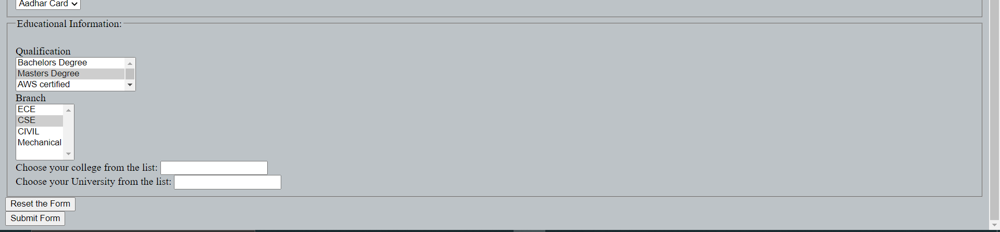 Aadhar Card
Educational Information:
Qualification
Bachelors Degree
Masters Degree
AWS certified
Branch
ECE
CSE
CIVIL
Mechanical
Choose your college from the list:
Choose your University from the list:
Reset the Form
Submit Form